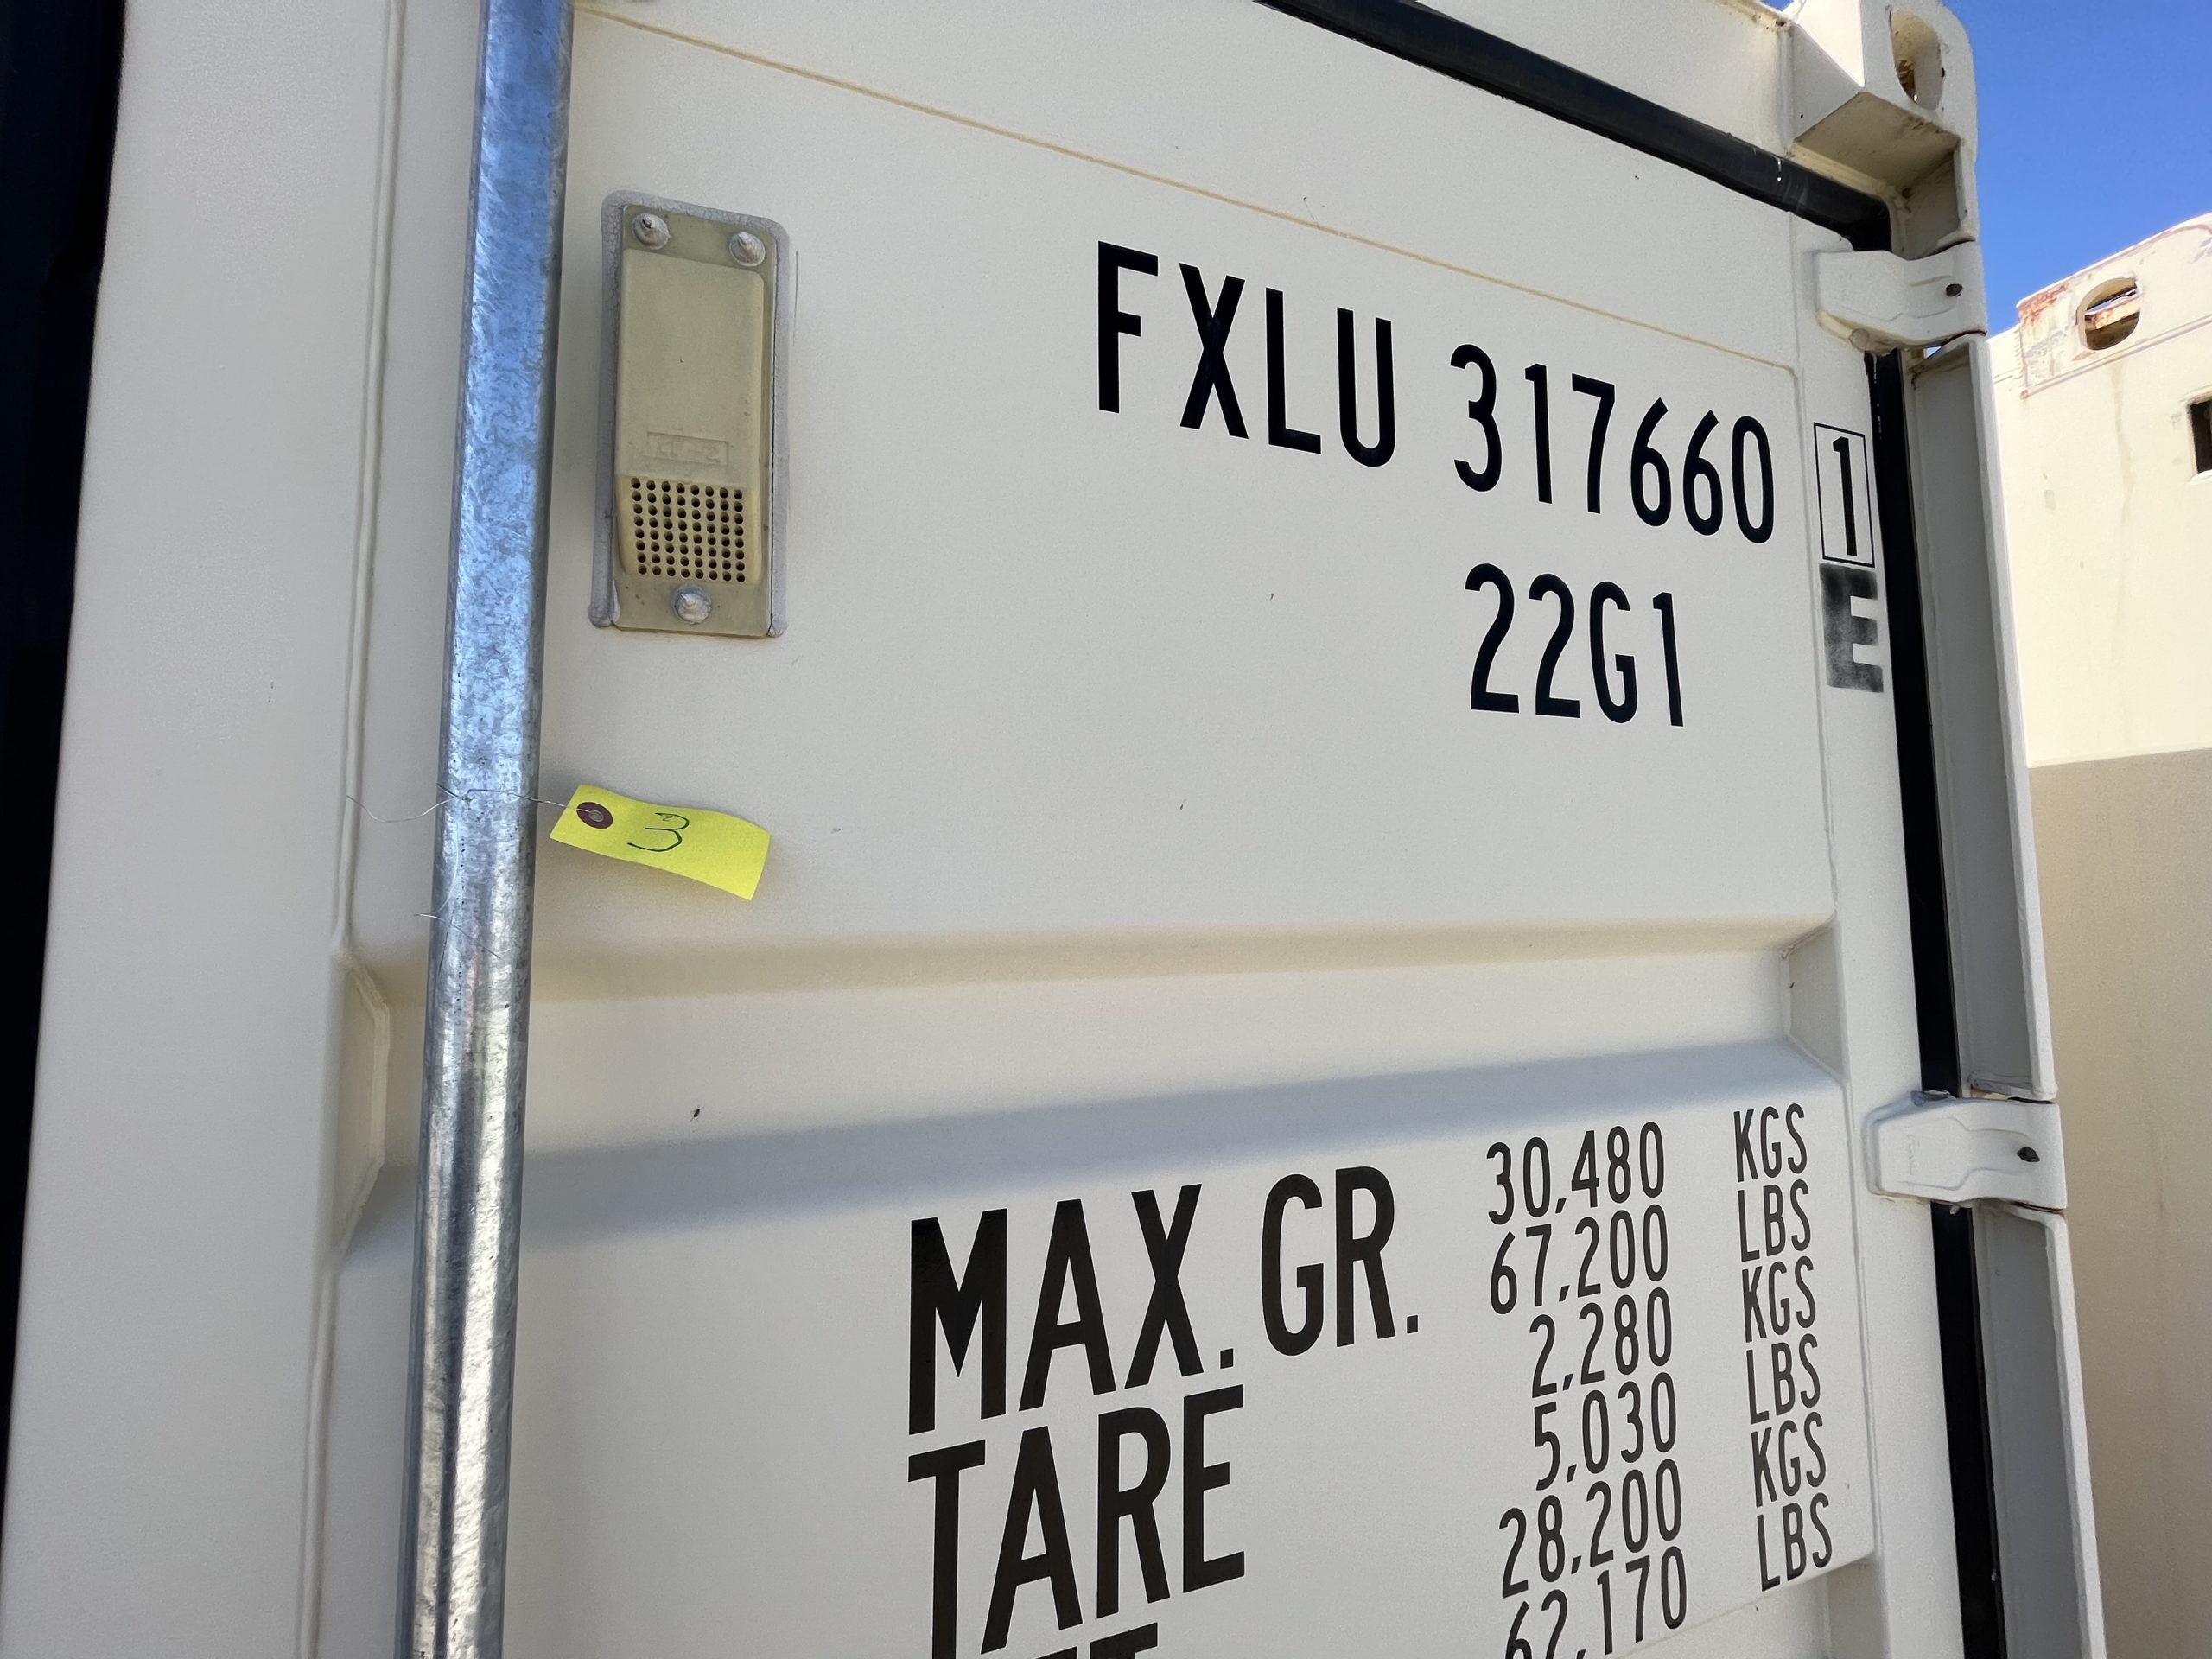 FXLU 317660 1
22G1
E
3
MAX. GR. 30,480 KGS
67,200 LBS
TARE 2,280 KGS
5,030 LBS
28,200 KGS
62,170 LBS